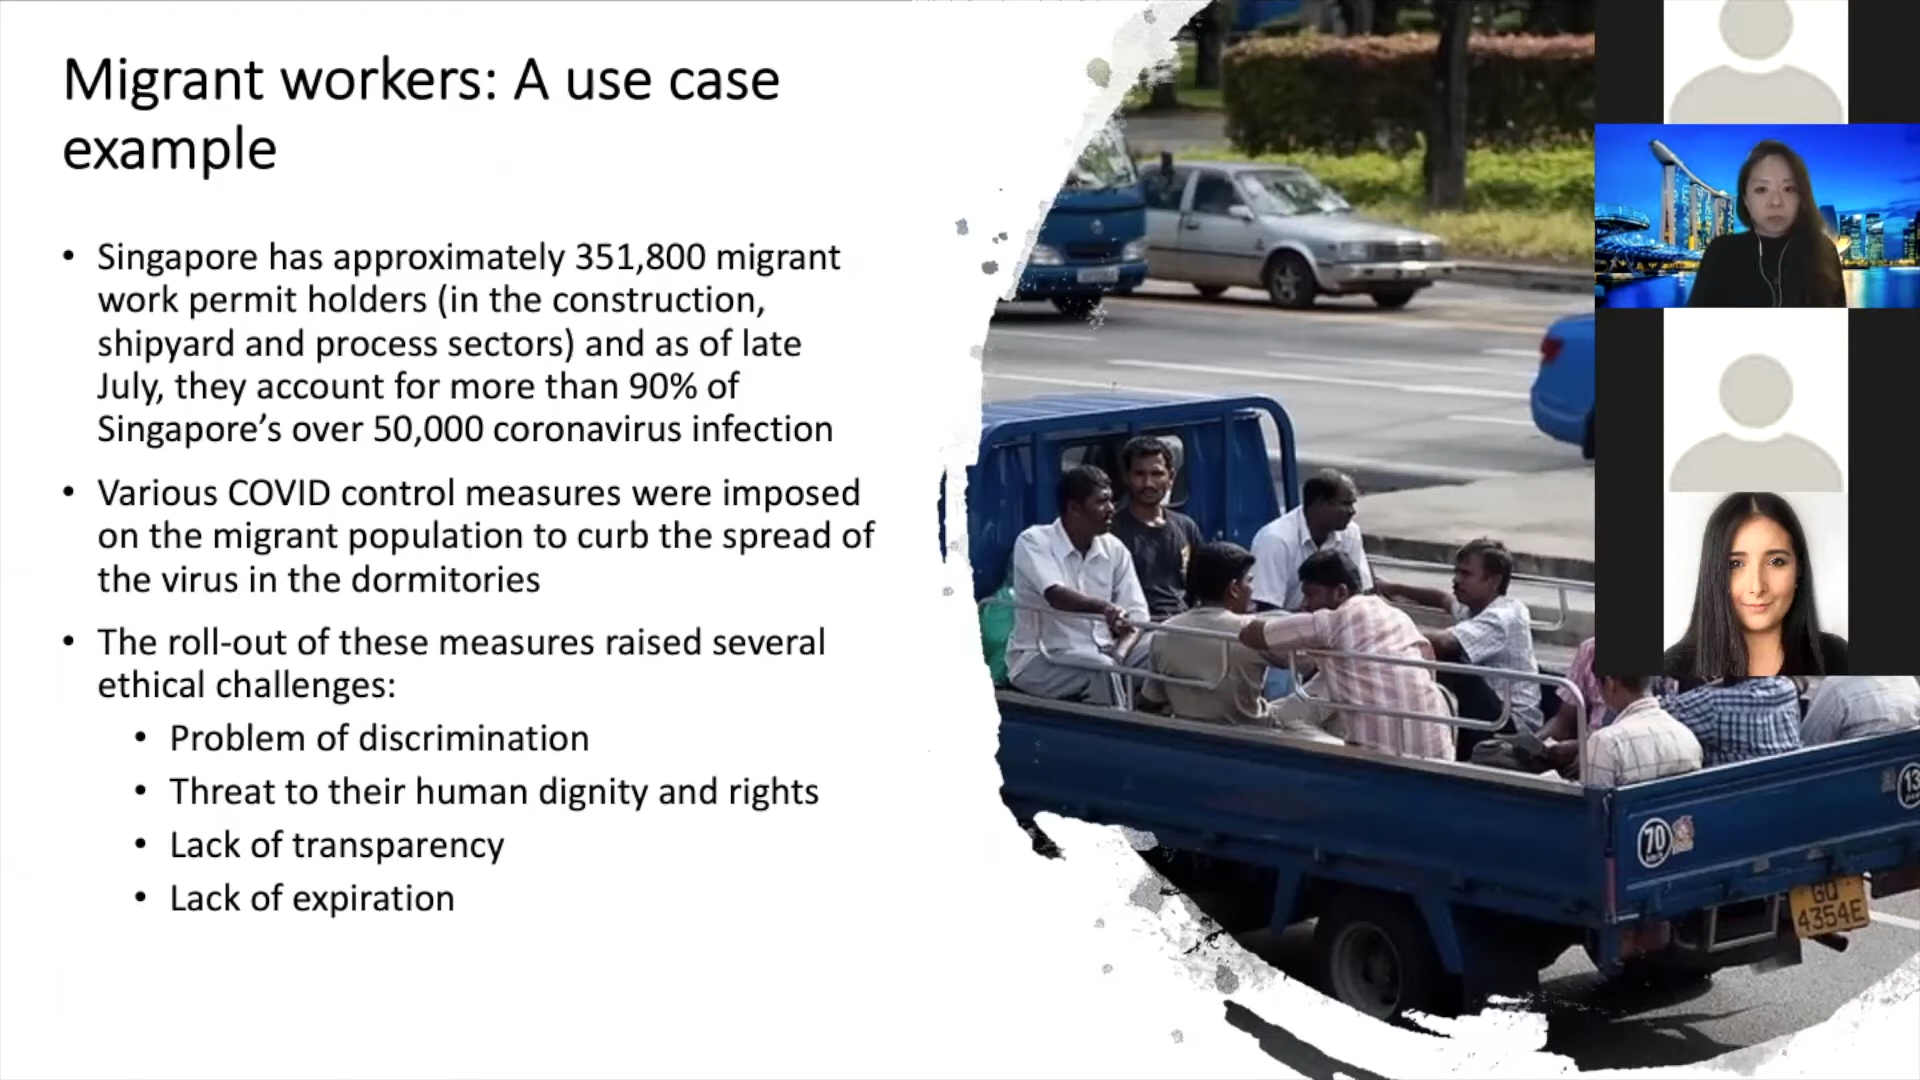 Migrant workers: A use case
example
• Singapore has approximately 351,800 migrant
work permit holders (in the construction,
shipyard and process sectors) and as of late
July, they account for more than 90% of
Singapore’s over 50,000 coronavirus infection
• Various COVID control measures were imposed
on the migrant population to curb the spread of
the virus in the dormitories
• The roll-out of these measures raised several
ethical challenges:
• Problem of discrimination
• Threat to their human dignity and rights
• Lack of transparency
• Lack of expiration
70
13
GU
4354E